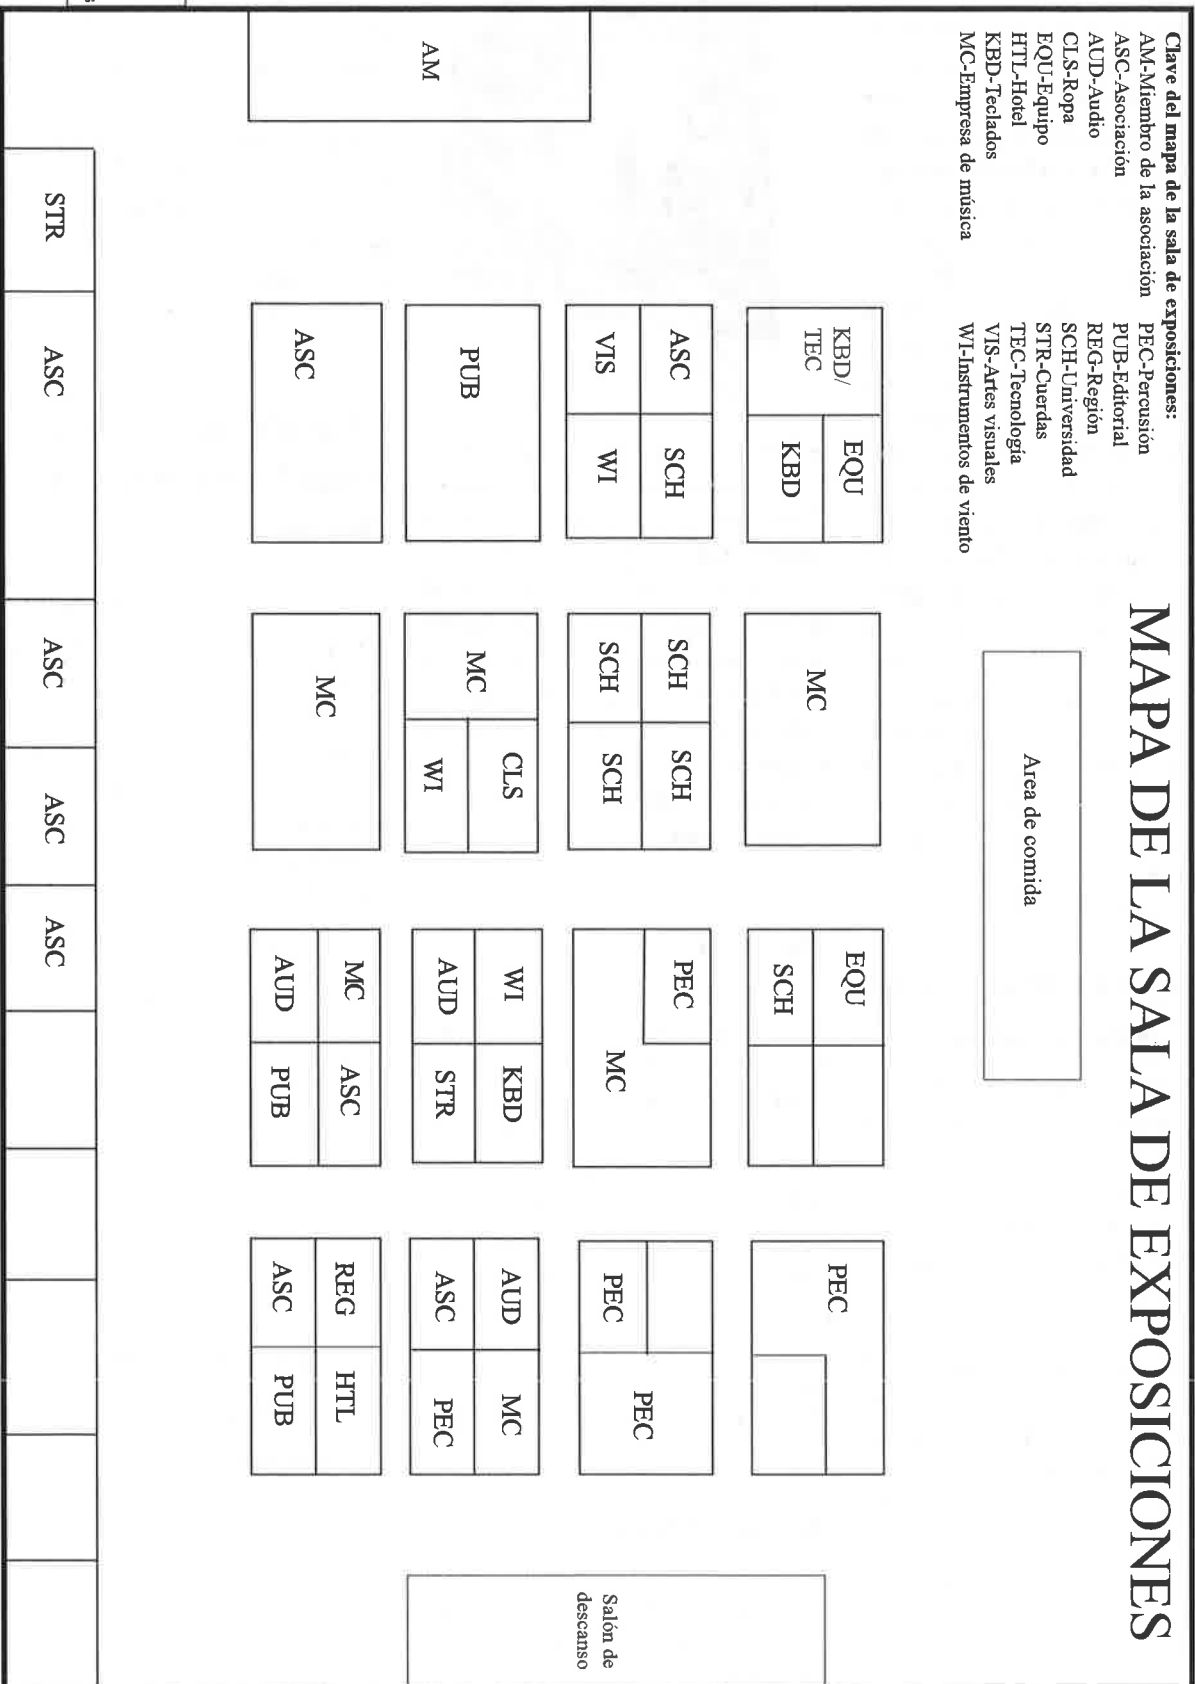 MAPA DE LA SALA DE EXPOSICIONES
Clave del mapa de la sala de exposiciones:
AM-Miembro de la asociación
ASC-Asociación
AUD-Audio
CLS-Ropa
EQU-Equipo
HTL-Hotel
KBD-Teclados
MC-Empresa de música
PEC-Percusión
PUB-Editorial
REG-Región
SCH-Universidad
STR-Cuerdas
TEC-Tecnología
VIS-Artes visuales
WI-Instrumentos de viento
Area de comida
KBD/
TEC
EQU
KBD
MC
EQU
SCH
PEC
ASC
SCH
VIS
WI
SCH
SCH
SCH
SCH
PEC
MC
PEC
PEC
Salón de
descanso
AM
PUB
MC
CLS
WI
WI
KBD
AUD
STR
AUD
MC
ASC
PEC
ASC
MC
MC
ASC
AUD
PUB
REG
HTL
ASC
PUB
STR
ASC
ASC
ASC
ASC